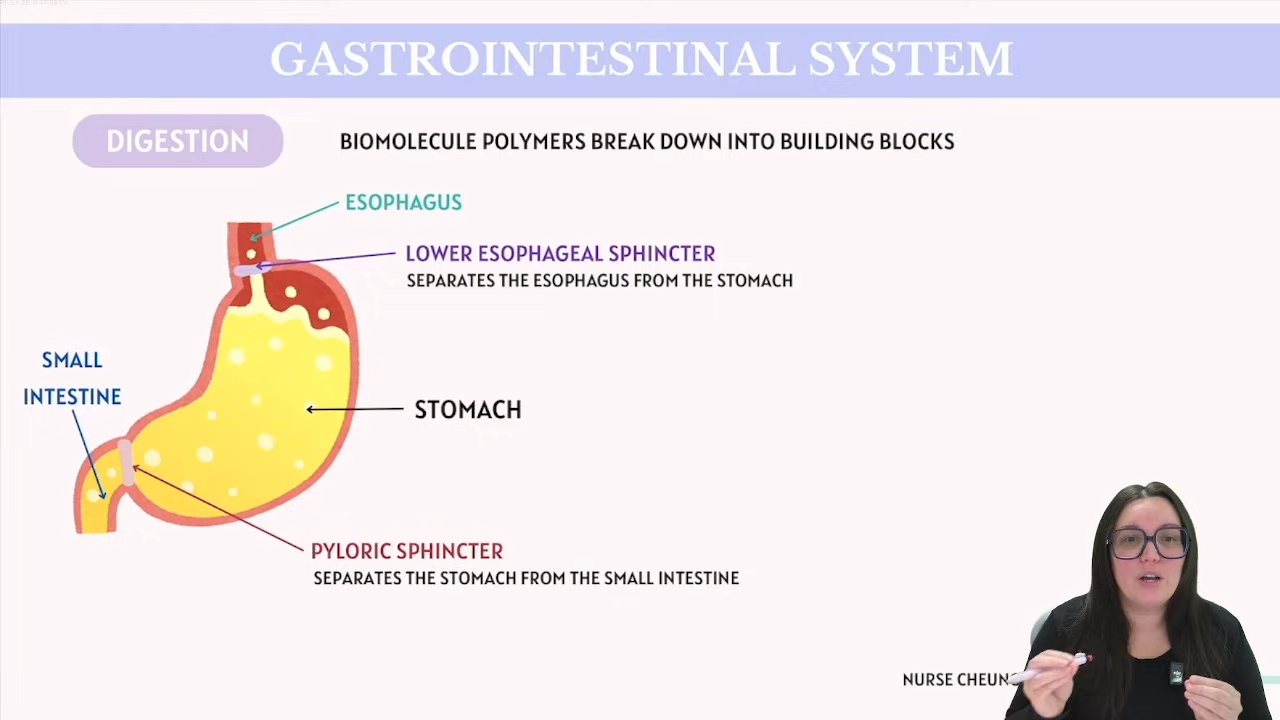 GASTROINTESTINAL SYSTEM
DIGESTION
BIOMOLECULE POLYMERS BREAK DOWN INTO BUILDING BLOCKS
ESOPHAGUS
LOWER ESOPHAGEAL SPHINCTER
SEPARATES THE ESOPHAGUS FROM THE STOMACH
SMALL
INTESTINE
STOMACH
PYLORIC SPHINCTER
SEPARATES THE STOMACH FROM THE SMALL INTESTINE
NURSE